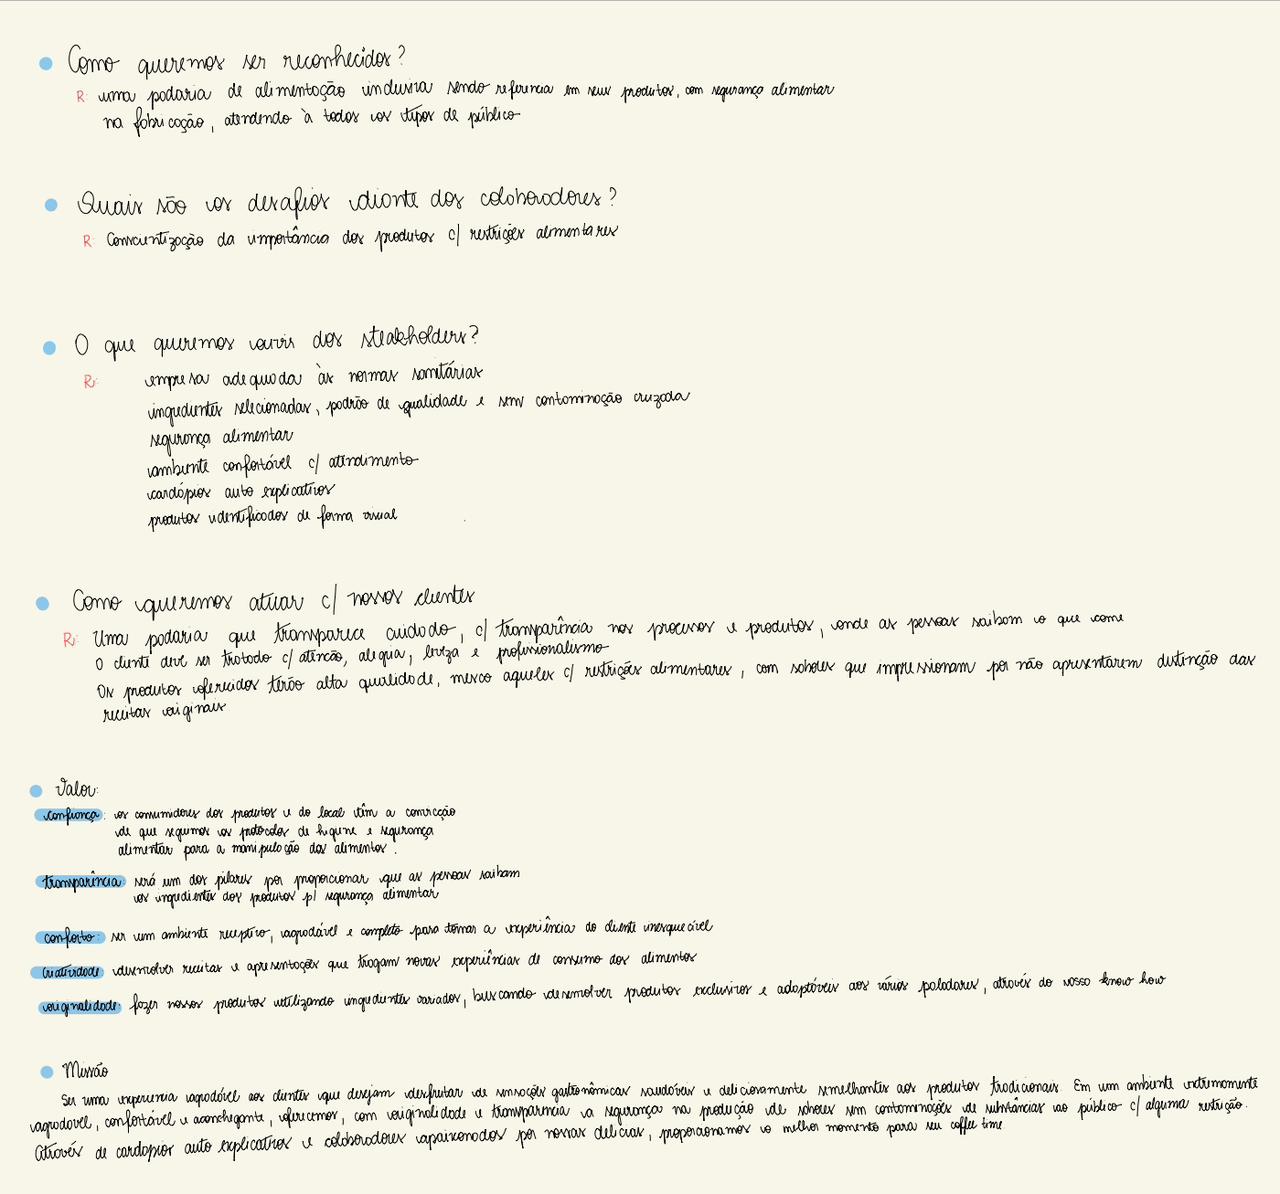 Como queremos ser reconhecidos?
R: uma padaria de alimentação inclusiva sendo referencia em seus produtos, com segurança alimentar
na fabricação, atendendo à todos os tipos de público
Quais são os desafios diante dos colaboradores?
R: Conscientização da importância dos produtos c/ restrições alimentares
O que queremos ouvir dos steakholders?
R: empresa adequada às normas sanitárias
ingredientes selecionadas, padrão de qualidade e sem contaminação cruzada
segurança alimentar
ambiente confortável c/ atendimento
cardápios auto explicativos
produtos identificados de forma visual
Como queremos atuar c/ nossos clientes
R: Uma padaria que transparece cuidado, c/ transparência nos processos e produtos, onde as pessoas saibam o que come
O cliente deve ser tratado c/ atencão, alegria, leveza e profissionalismo
Os produtos oferecidos terão alta qualidade, mesco aqueles c/ restrições alimentares, com sabores que impressionam por não apresentarem distinção das
receitas originais
Valor:
confiança: os consumidores dos produtos e do local têm a convicção
de que seguimos os protocolos de higiene e segurança
alimentar para a manipulação dos alimentos.
transparência será um dos pilares por proporcionar que as pessoas saibam
os ingredientes dos produtos p/ segurança alimentar
conforto: ser um ambiente receptivo, agradável e completo para tornar a experiência do cliente inesquecível
criatividade desenvolver receitas e apresentações que tragam novas experiências de consumo dos alimentos
originalidade: fazer nossos produtos utilizando ingredientes variados, buscando desenvolver produtos exclusivos e adaptáveis aos vários paladares, através do nosso know how
Missão
Ser uma experiencia agradável aos clientes que desejam desfrutar de sensações gastronômicas saudáveis e deliciosamente semelhantes aos produtos tradicionais. Em um ambiente extremamente
agradável, confortável e aconchegante, oferecemos, com originalidade e transparência a segurança na produção de sabores sem contaminações de substâncias ao público c/ alguma restrição.
Através de cardapios auto explicativos e colaboradores apaixonados por nossas delicias, proporcionamos o melhor momento para seu coffee time